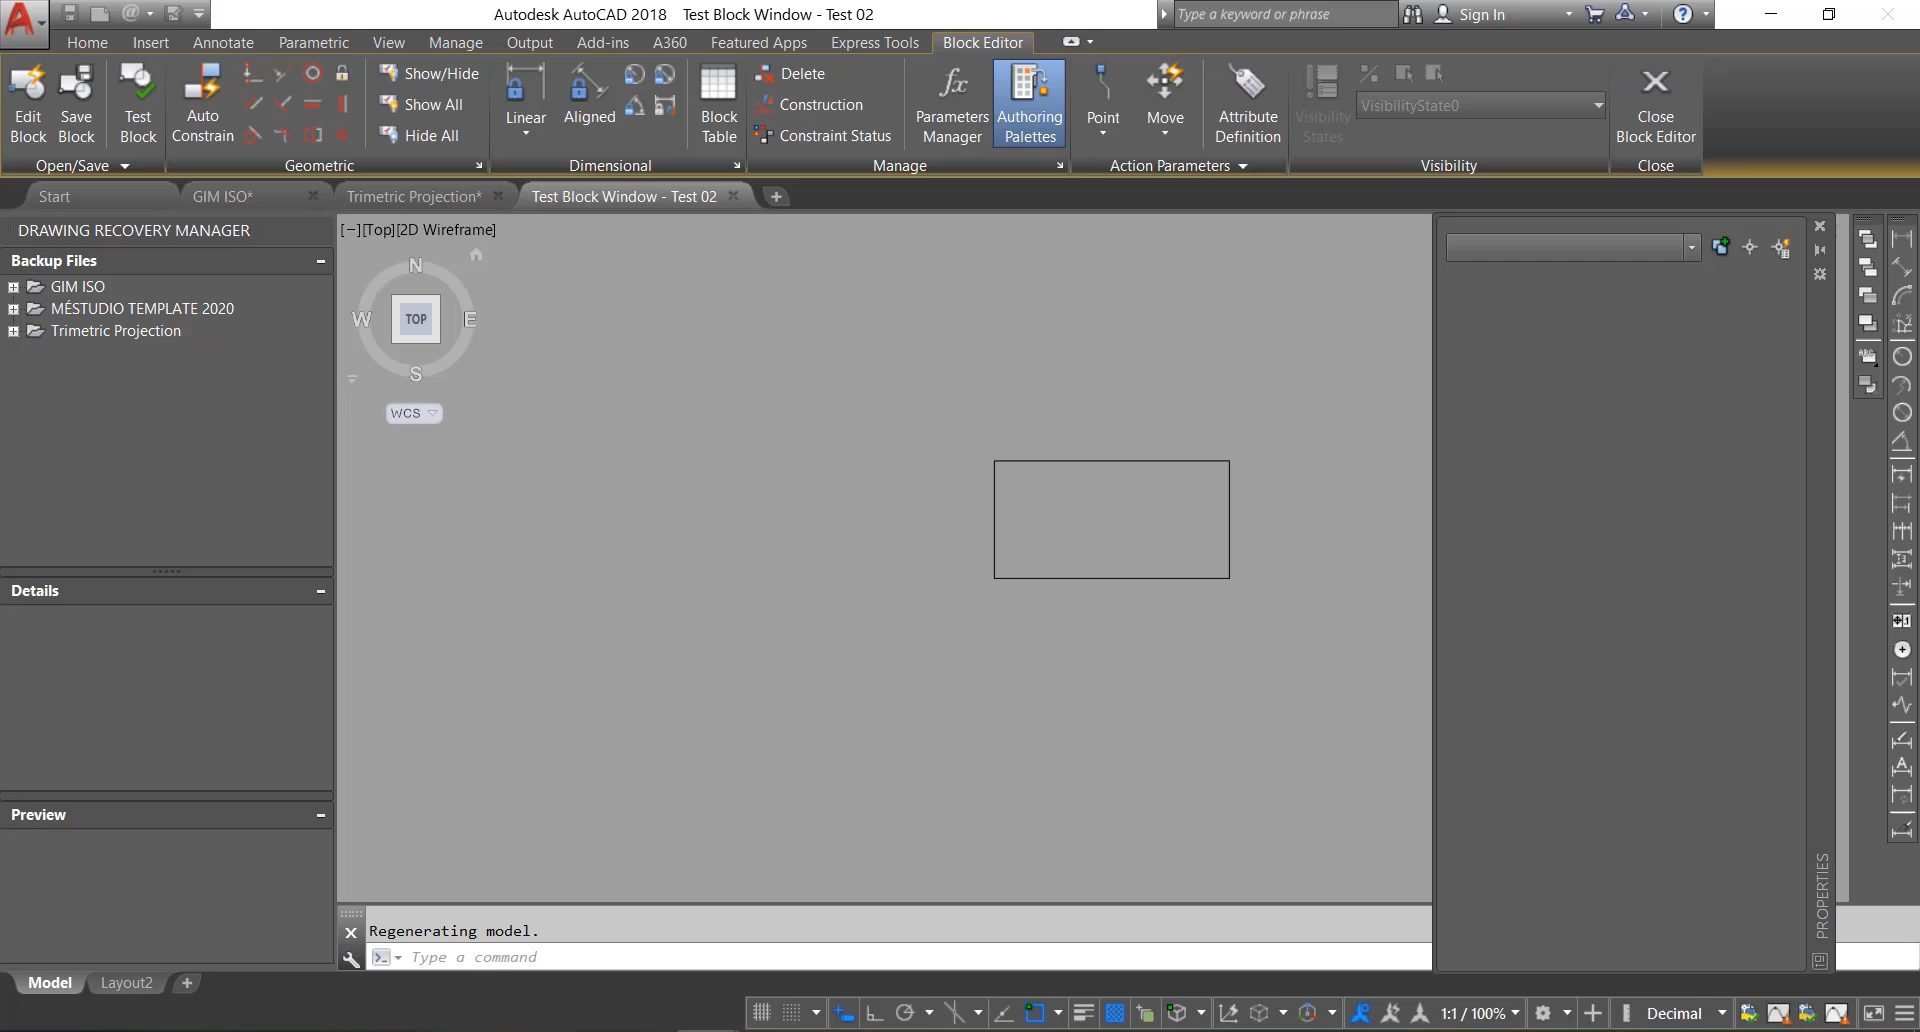 Autodesk AutoCAD 2018 Test Block Window - Test 02
Type a keyword or phrase
Sign In
Home Insert Annotate Parametric View Manage Output Add-ins A360 Featured Apps Express Tools Block Editor
Edit Block
Save Block
Test Block
Auto Constrain
Show/Hide
Show All
Hide All
Linear
Aligned
Block Table
Delete
Construction
Constraint Status
Parameters Manager
Authoring Palettes
Point
Move
Attribute Definition
Visibility States
VisibilityState0
Close Block Editor
Open/Save Geometric Dimensional Manage Action Parameters Visibility Close
Start GIM ISO* Trimetric Projection* Test Block Window - Test 02
DRAWING RECOVERY MANAGER
Backup Files
GIM ISO
MÉSTUDIO TEMPLATE 2020
Trimetric Projection
Details
Preview
[−][Top][2D Wireframe]
N
W TOP E
S
WCS
PROPERTIES
Regenerating model.
Type a command
Model Layout2
1:1 / 100% Decimal